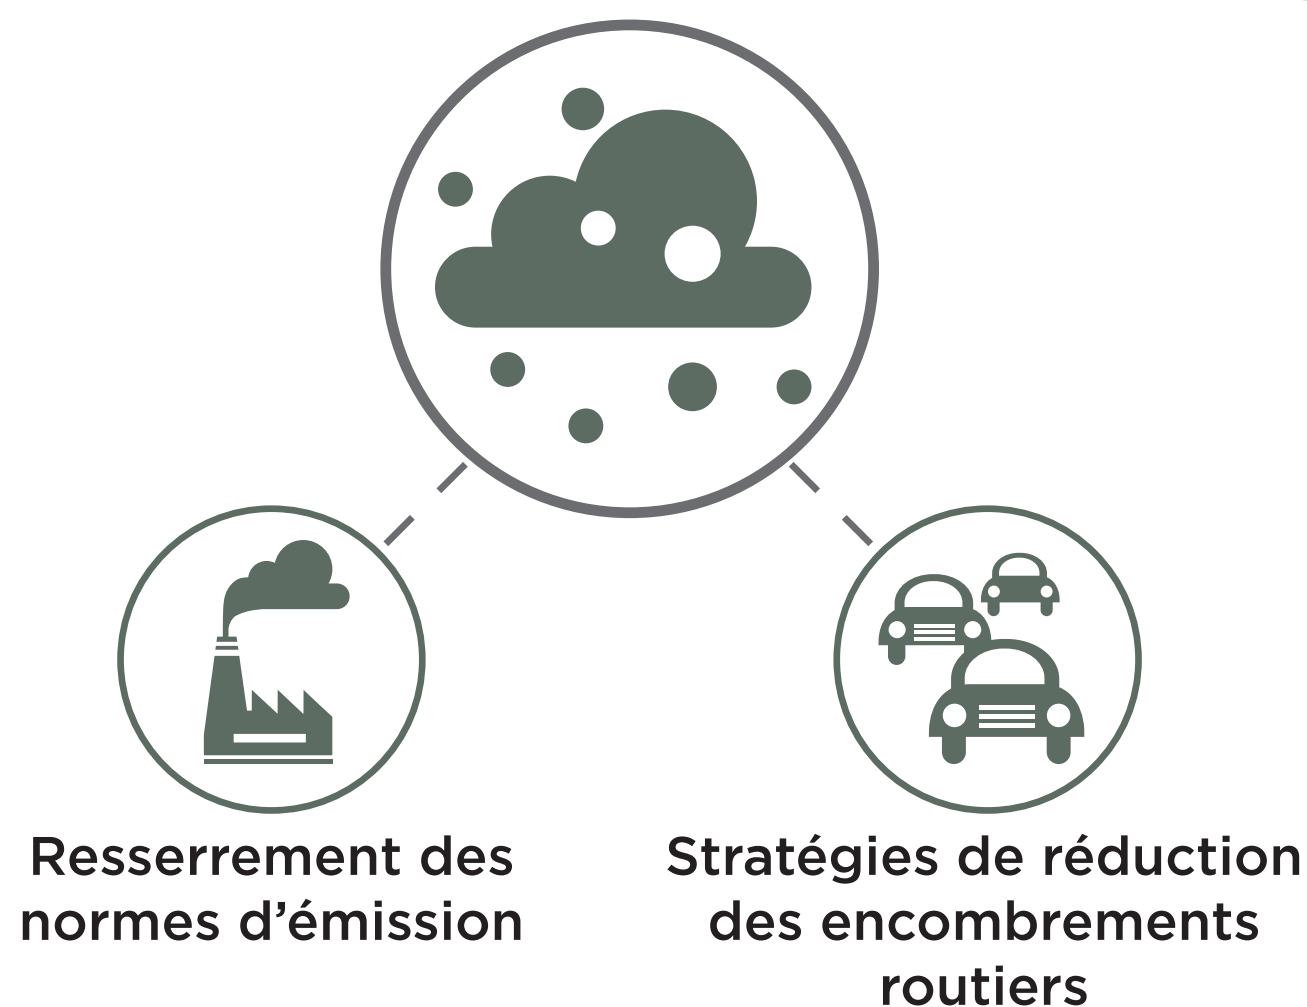 Resserrement des
normes d’émission
Stratégies de réduction
des encombrements
routiers